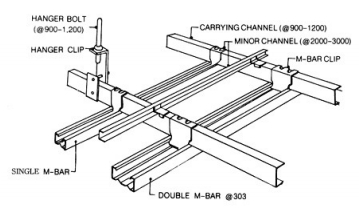 HANGER BOLT
(@900-1,200)
HANGER CLIP
CARRYING CHANNEL (@900-1200)
MINOR CHANNEL (@2000-3000)
M-BAR CLIP
SINGLE M-BAR
DOUBLE M-BAR @303